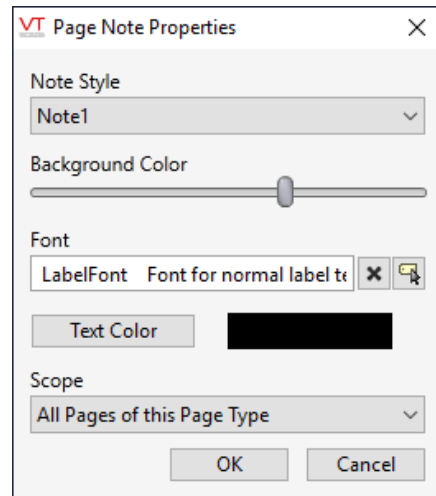 VT Page Note Properties
Note Style
Note1
Background Color
Font
LabelFont Font for normal label te
Text Color
Scope
All Pages of this Page Type
OK Cancel